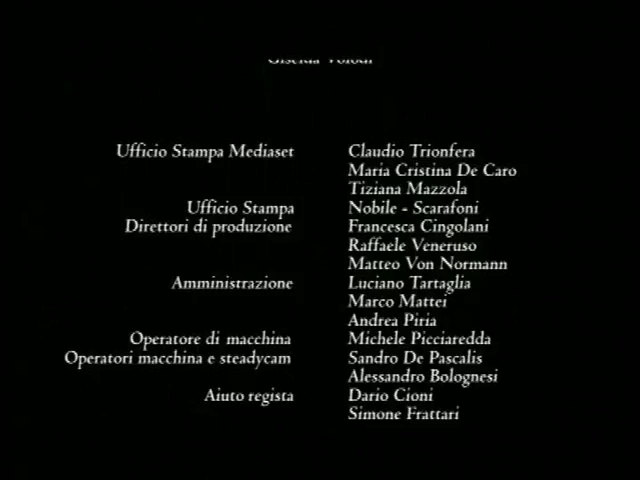 Giselda Volodi
Ufficio Stampa Mediaset Claudio Trionfera
Maria Cristina De Caro
Tiziana Mazzola
Ufficio Stampa Nobile - Scarafoni
Direttori di produzione Francesca Cingolani
Raffaele Veneruso
Matteo Von Normann
Amministrazione Luciano Tartaglia
Marco Mattei
Andrea Piria
Operatore di macchina Michele Picciaredda
Operatori macchina e steadycam Sandro De Pascalis
Alessandro Bolognesi
Aiuto regista Dario Cioni
Simone Frattari